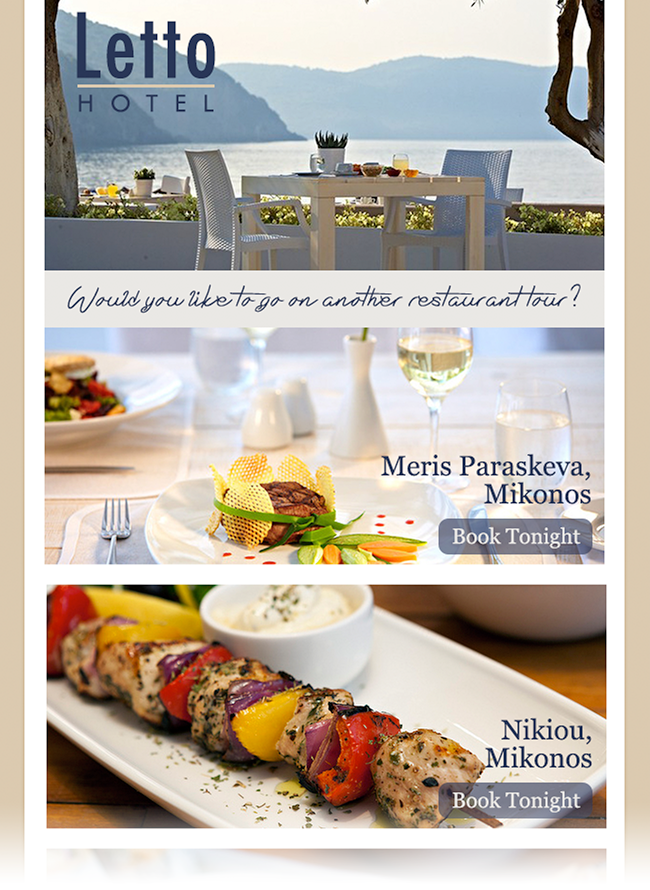 Letto
HOTEL
Would you like to go on another restaurant tour?
Meris Paraskeva,
Mikonos
Book Tonight
Nikiou,
Mikonos
Book Tonight